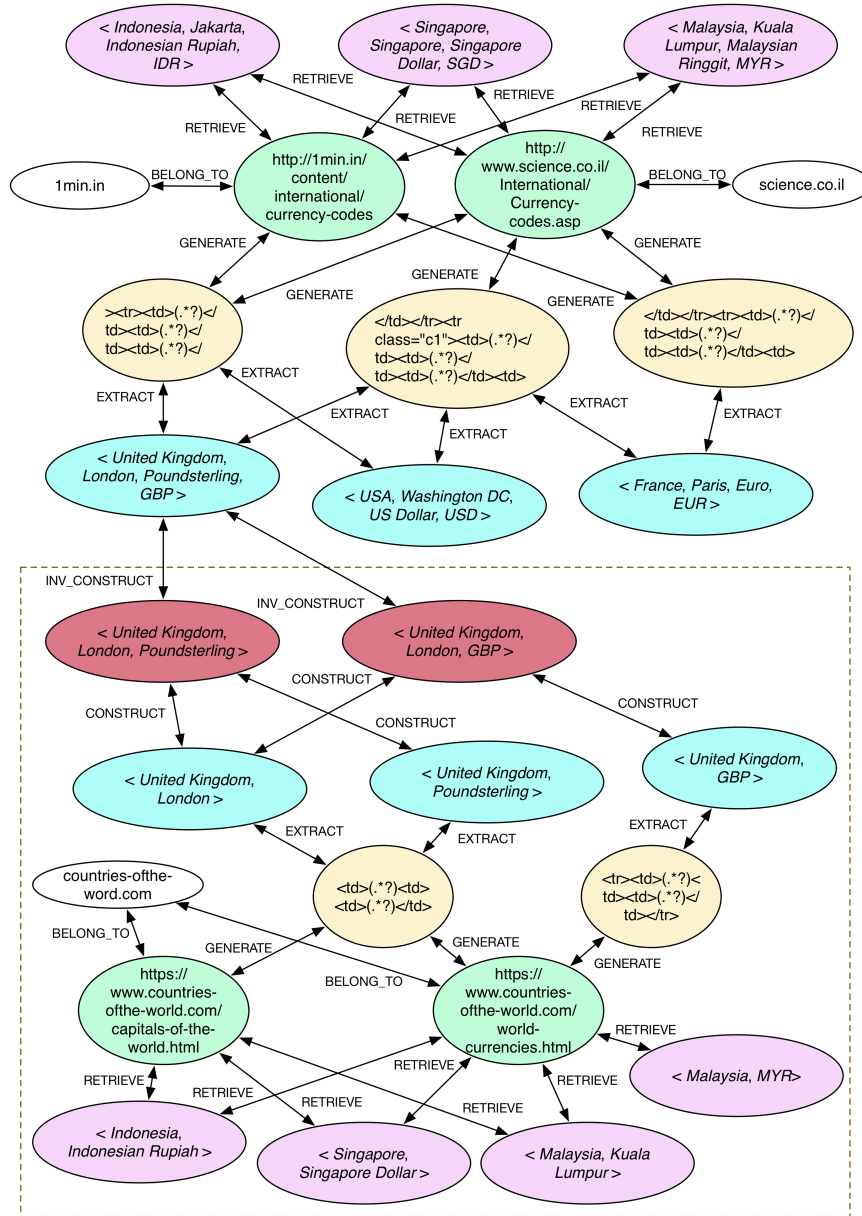 < Indonesia, Jakarta,
Indonesian Rupiah,
IDR >
< Singapore,
Singapore, Singapore
Dollar, SGD >
< Malaysia, Kuala
Lumpur, Malaysian
Ringgit, MYR >
RETRIEVE
RETRIEVE
RETRIEVE
RETRIEVE
RETRIEVE
RETRIEVE
1min.in
BELONG_TO
http://1min.in/
content/
international/
currency-codes
http://
www.science.co.il/
International/
Currency-
codes.asp
BELONG_TO
science.co.il
GENERATE
GENERATE
GENERATE
GENERATE
GENERATE
><tr><td>(.*?)</
td><td>(.*?)</
td><td>(.*?)</
</td></tr><tr
class="c1"><td>(.*?)</
td><td>(.*?)</
td><td>(.*?)</td><td>
</td></tr><tr><td>(.*?)</
td><td>(.*?)</
td><td>(.*?)</td><td>
EXTRACT
EXTRACT
EXTRACT
EXTRACT
EXTRACT
EXTRACT
< United Kingdom,
London, Poundsterling,
GBP >
< USA, Washington DC,
US Dollar, USD >
< France, Paris, Euro,
EUR >
INV_CONSTRUCT
INV_CONSTRUCT
< United Kingdom,
London, Poundsterling >
< United Kingdom,
London, GBP >
CONSTRUCT
CONSTRUCT
CONSTRUCT
CONSTRUCT
< United Kingdom,
London >
< United Kingdom,
Poundsterling >
< United Kingdom,
GBP >
EXTRACT
EXTRACT
EXTRACT
countries-ofthe-
word.com
<td>(.*?)<td>
<td>(.*?)</td>
<tr><td>(.*?)<
td><td>(.*?)</
td></tr>
BELONG_TO
GENERATE
GENERATE
GENERATE
BELONG_TO
https://
www.countries-
ofthe-world.com/
capitals-of-the-
world.html
https://
www.countries-
ofthe-world.com/
world-
currencies.html
RETRIEVE
RETRIEVE
RETRIEVE
RETRIEVE
RETRIEVE
RETRIEVE
RETRIEVE
< Malaysia, MYR>
< Indonesia,
Indonesian Rupiah >
< Singapore,
Singapore Dollar >
< Malaysia, Kuala
Lumpur >